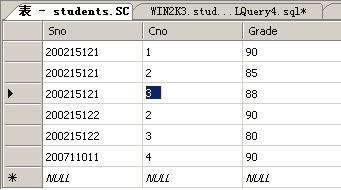 表 - students.SC WIN2K3.stud...LQuery4.sql*
Sno Cno Grade
200215121 1 90
200215121 2 85
200215121 3 88
200215122 2 90
200215122 3 80
200711011 4 90
NULL NULL NULL